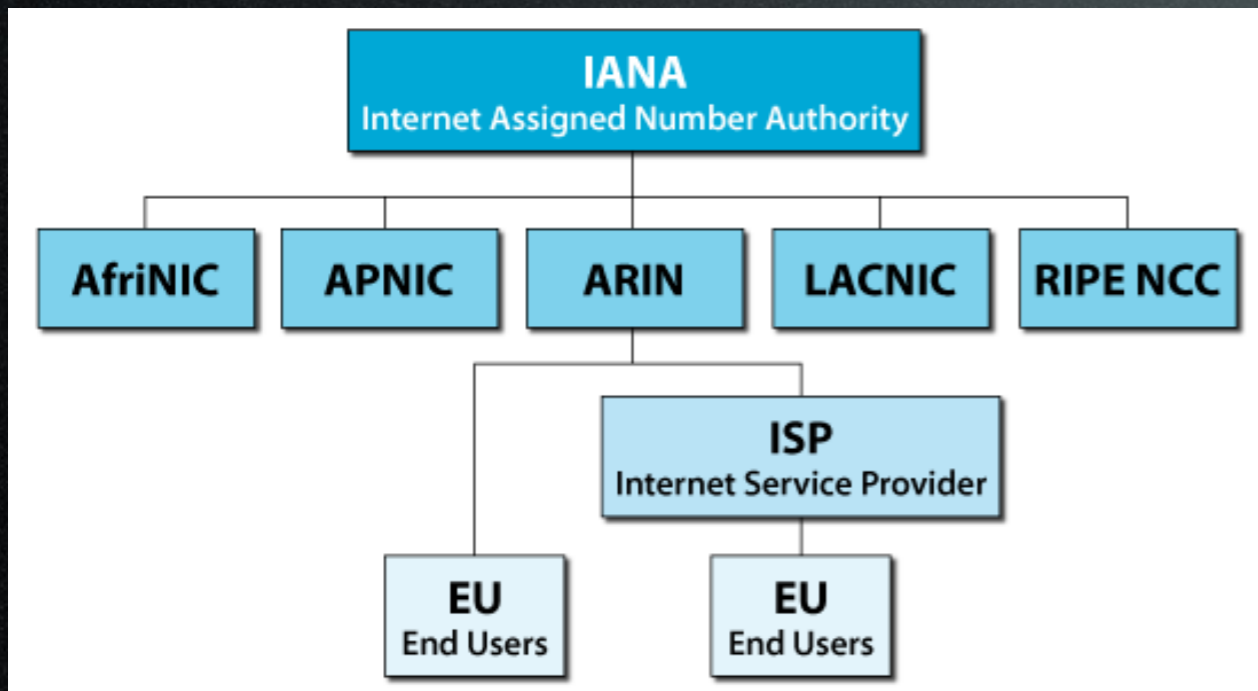 IANA
Internet Assigned Number Authority
AfriNIC
APNIC
ARIN
LACNIC
RIPE NCC
ISP
Internet Service Provider
EU
End Users
EU
End Users